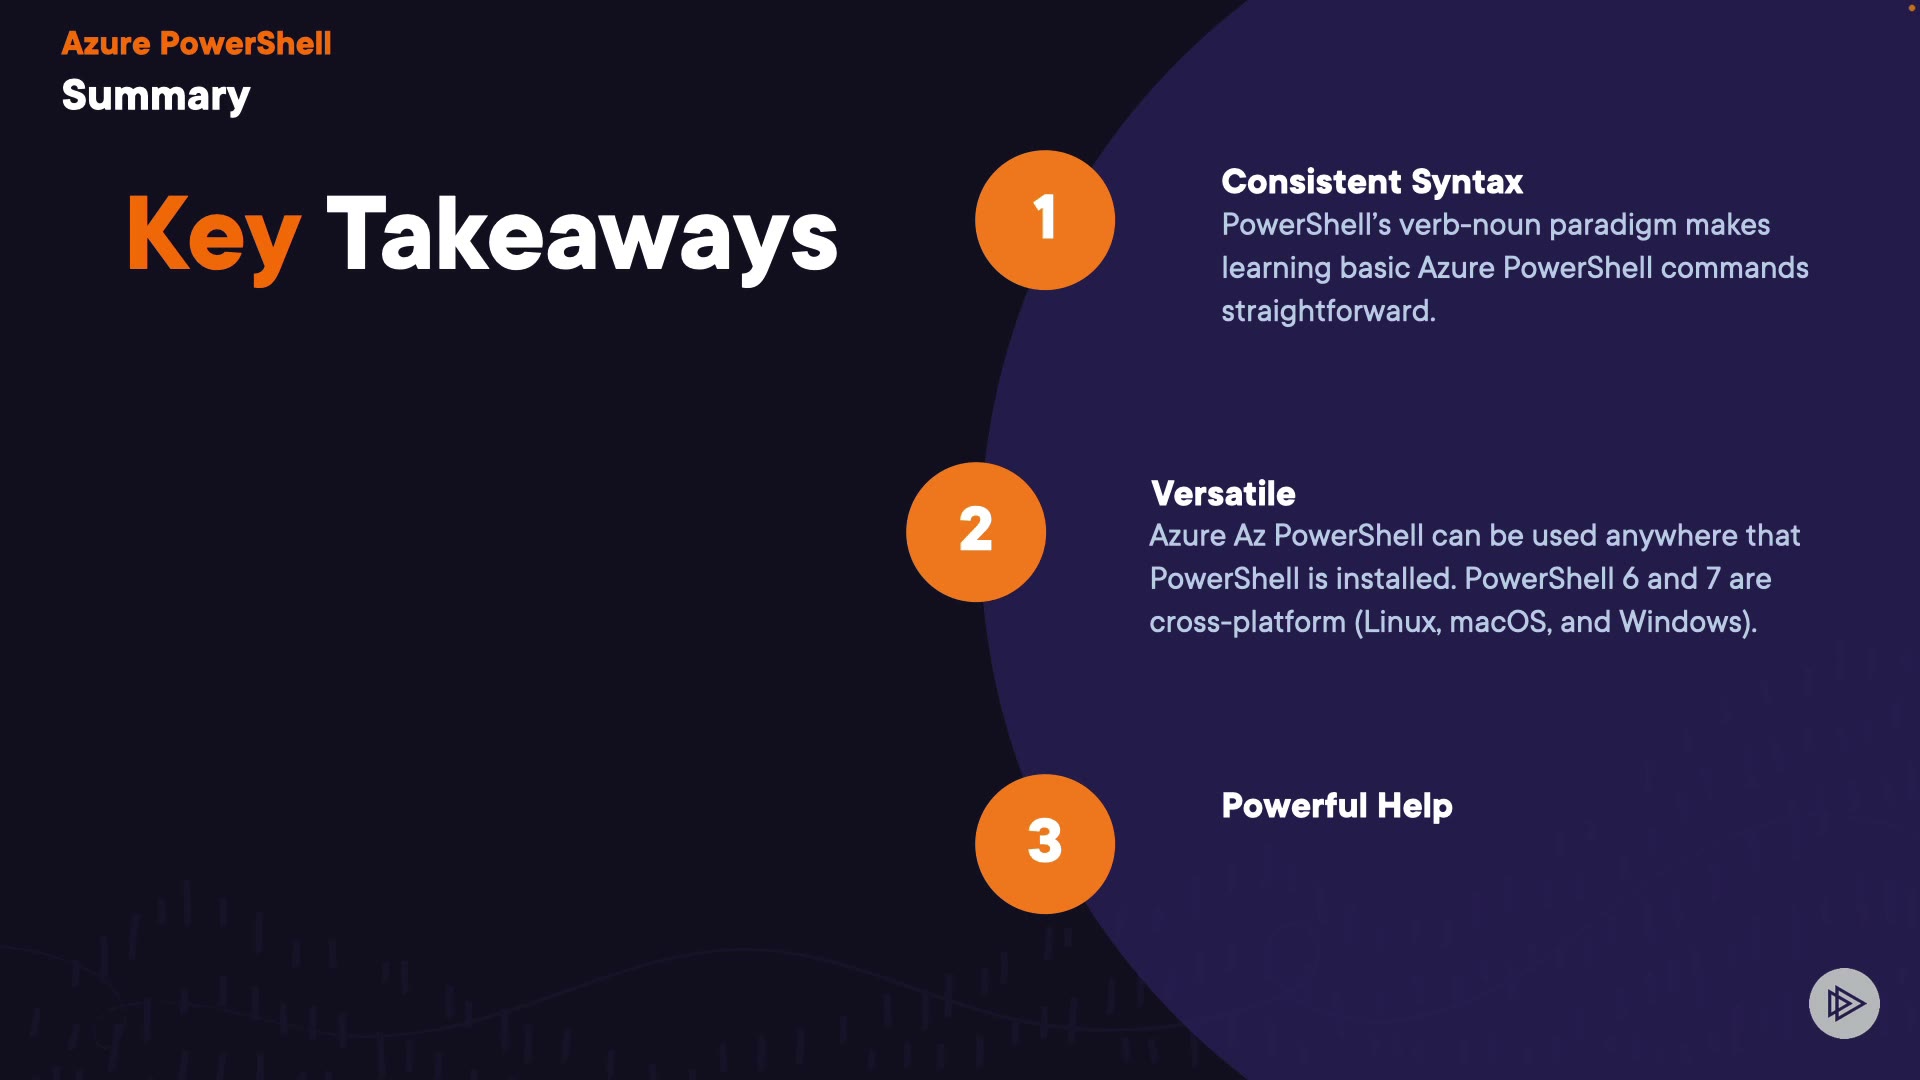 Azure PowerShell
Summary
Key Takeaways
1
Consistent Syntax
PowerShell’s verb-noun paradigm makes
learning basic Azure PowerShell commands
straightforward.
2
Versatile
Azure Az PowerShell can be used anywhere that
PowerShell is installed. PowerShell 6 and 7 are
cross-platform (Linux, macOS, and Windows).
3
Powerful Help